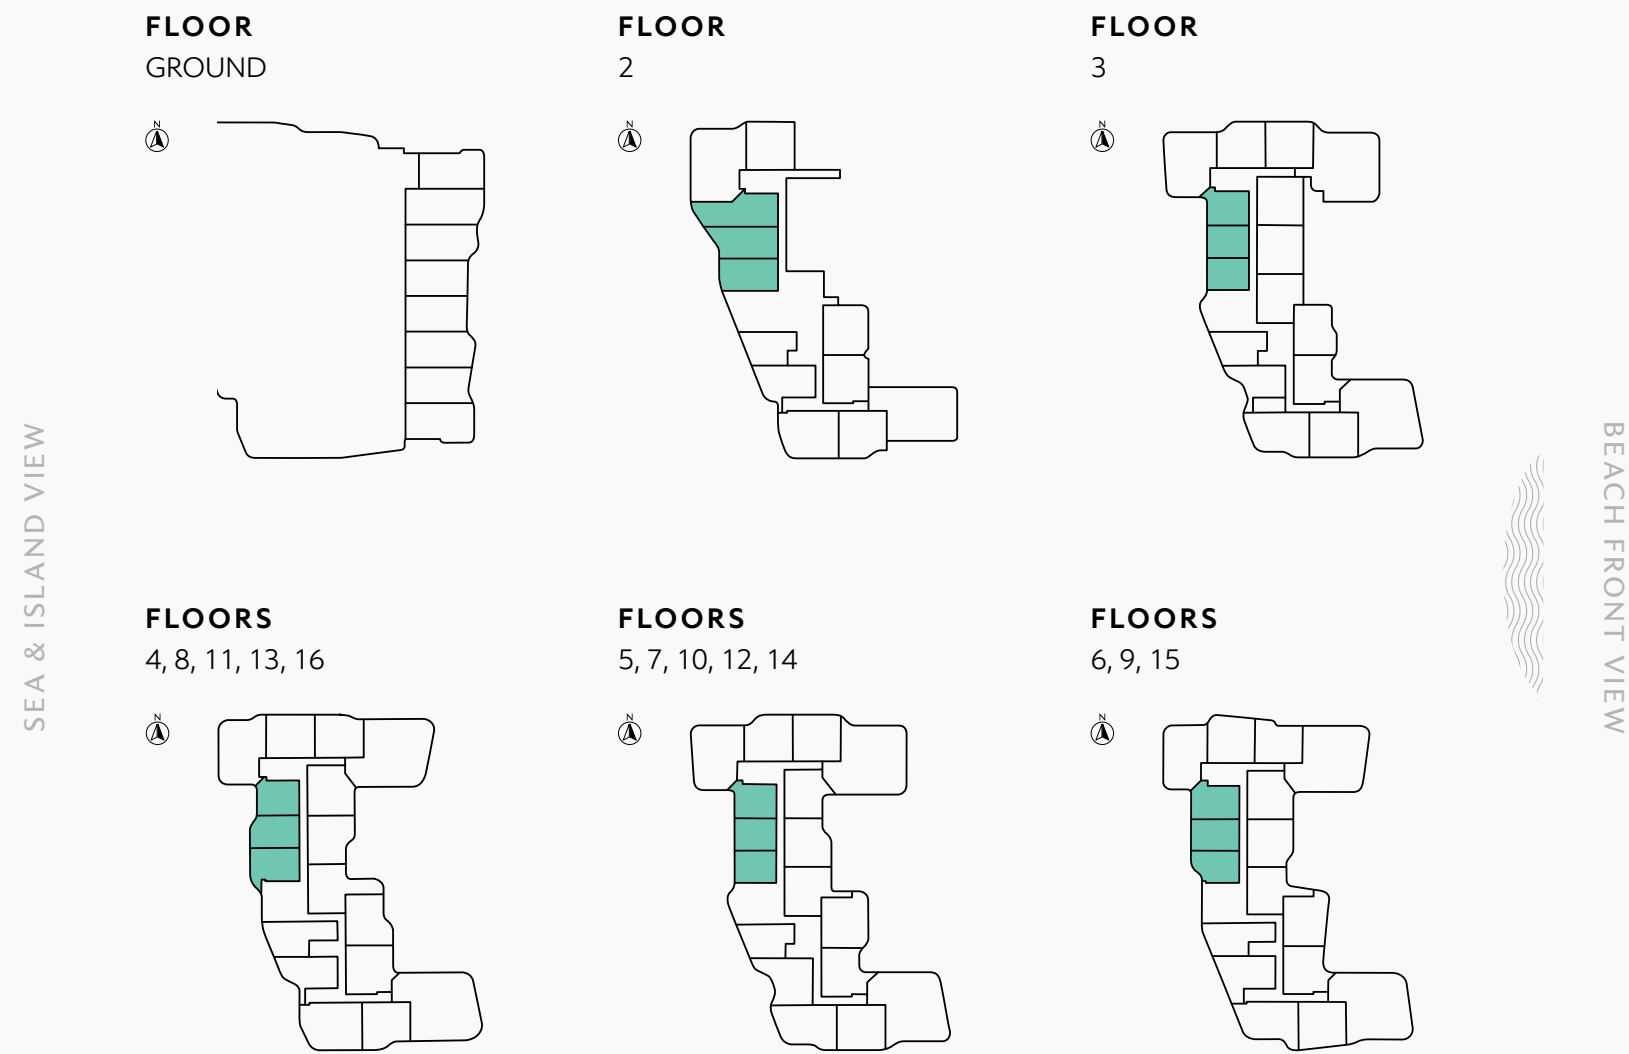 FLOOR
GROUND
FLOOR
2
FLOOR
3
N
N
N
SEA & ISLAND VIEW
BEACH FRONT VIEW
FLOORS
4, 8, 11, 13, 16
FLOORS
5, 7, 10, 12, 14
FLOORS
6, 9, 15
N
N
N